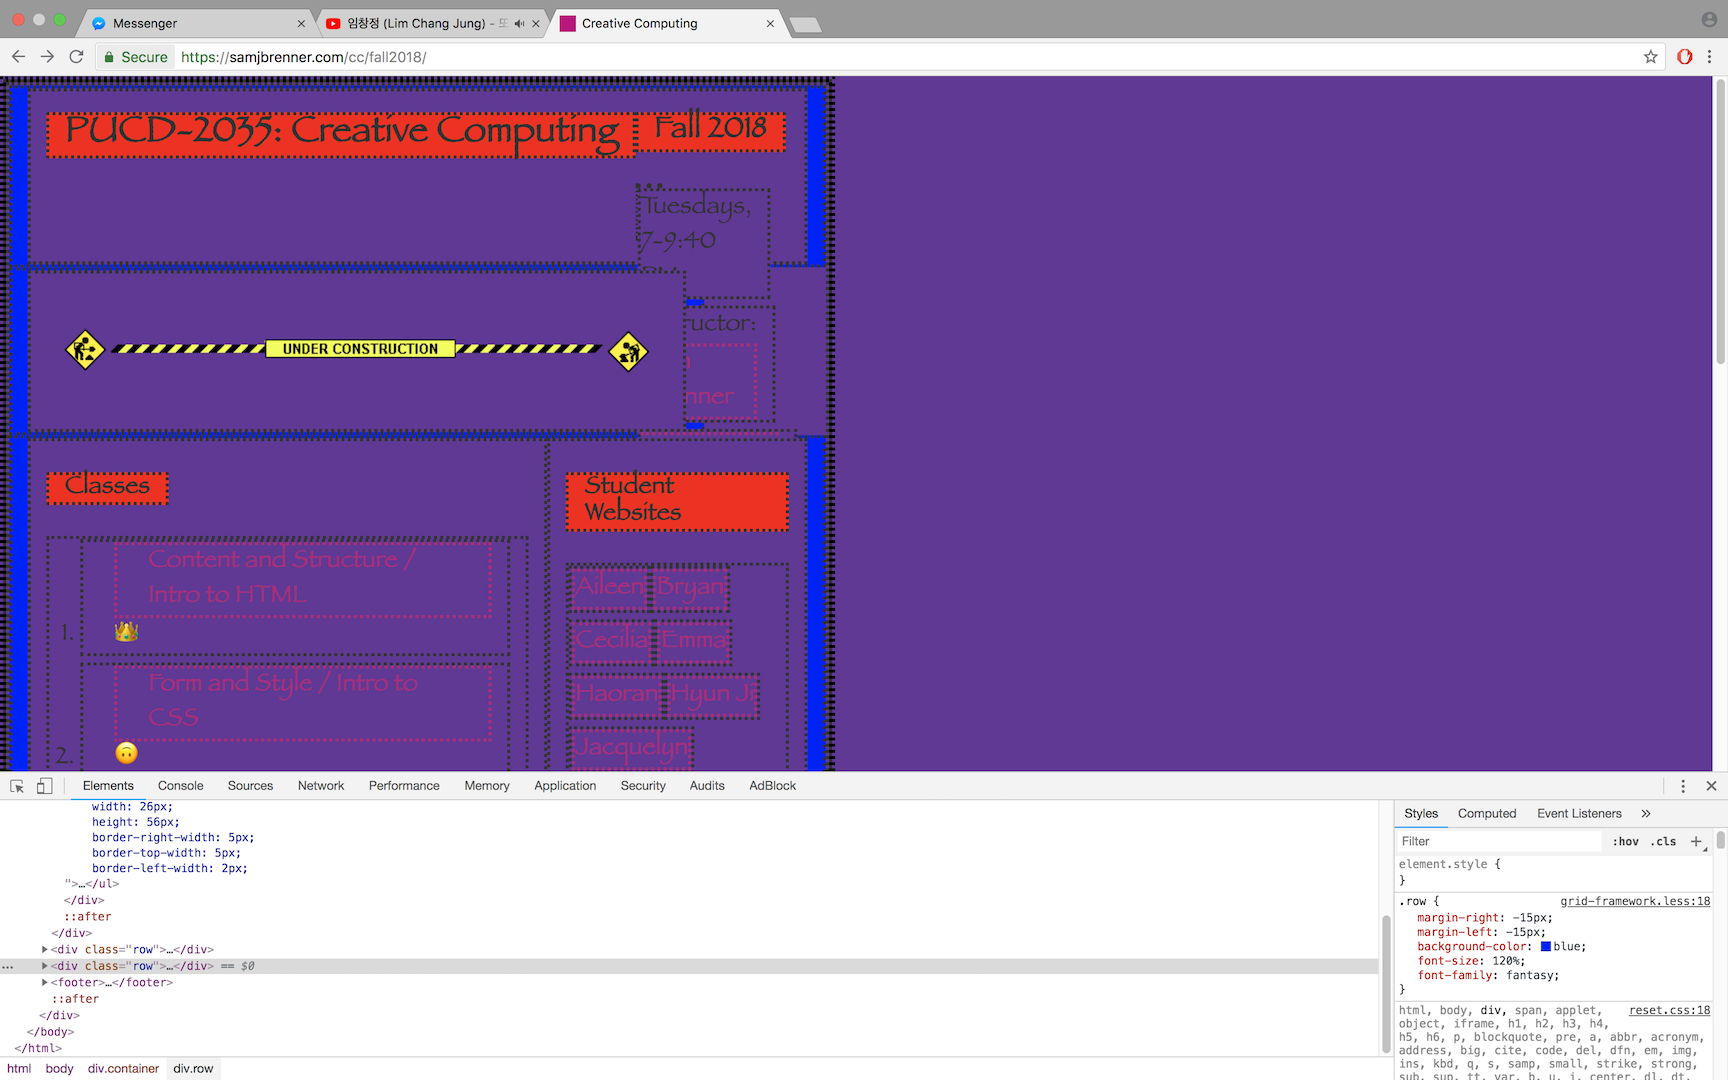 Messenger
임창정 (Lim Chang Jung) - 또
Creative Computing
Secure
https://samjbrenner.com/cc/fall2018/
PUCD-2035: Creative Computing
Fall 2018
Tuesdays,
7-9:40
UNDER CONSTRUCTION
ructor:
nner
Classes
Student
Websites
Content and Structure /
Intro to HTML
1.
Form and Style / Intro to
CSS
2.
Aileen Bryan
Cecilia Emma
Haoran Hyun Ji
Jacquelyn
Elements Console Sources Network Performance Memory Application Security Audits AdBlock
width: 26px;
height: 56px;
border-right-width: 5px;
border-top-width: 5px;
border-left-width: 2px;
">…</ul>
</div>
::after
</div>
<div class="row">…</div>
… <div class="row">…</div> == $0
<footer>…</footer>
::after
</div>
</body>
</html>
html body div.container div.row
Styles Computed Event Listeners »
Filter :hov .cls +
element.style {
}
.row { grid-framework.less:18
margin-right: -15px;
margin-left: -15px;
background-color: blue;
font-size: 120%;
font-family: fantasy;
}
html, body, div, span, applet, reset.css:18
object, iframe, h1, h2, h3, h4,
h5, h6, p, blockquote, pre, a, abbr, acronym,
address, big, cite, code, del, dfn, em, img,
ins, kbd, q, s, samp, small, strike, strong,
sub, sup, tt, var, b, u, i, center, dl, dt,